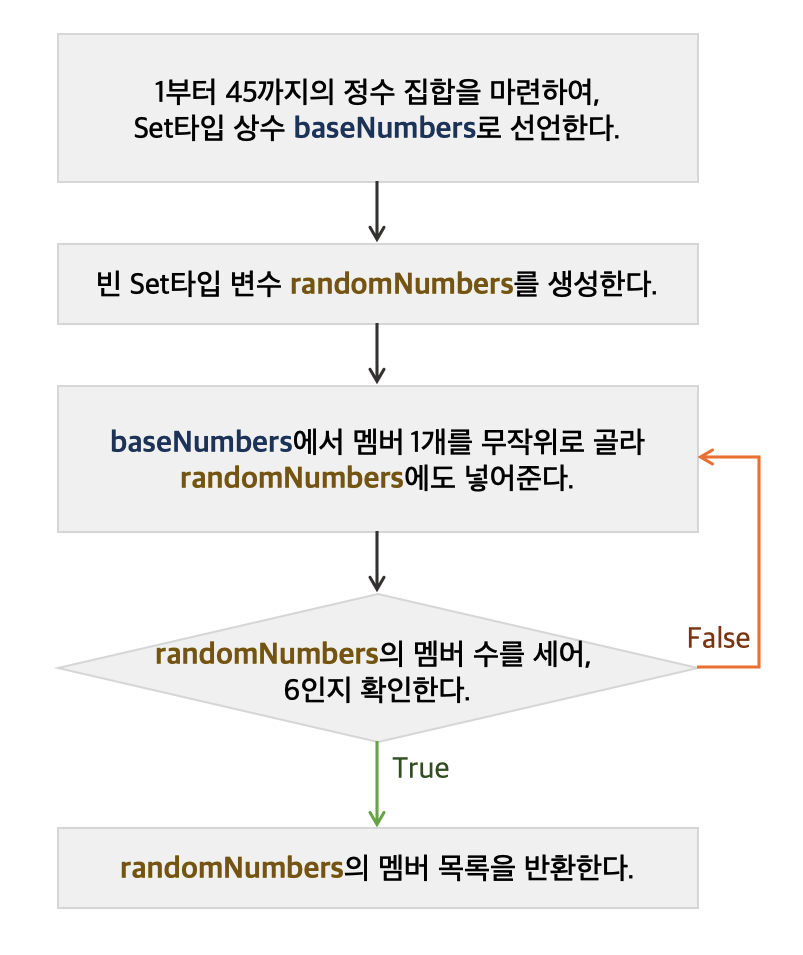 1부터 45까지의 정수 집합을 마련하여,
Set타입 상수 baseNumbers로 선언한다.
빈 Set타입 변수 randomNumbers를 생성한다.
baseNumbers에서 멤버 1개를 무작위로 골라
randomNumbers에도 넣어준다.
randomNumbers의 멤버 수를 세어,
6인지 확인한다.
False
True
randomNumbers의 멤버 목록을 반환한다.